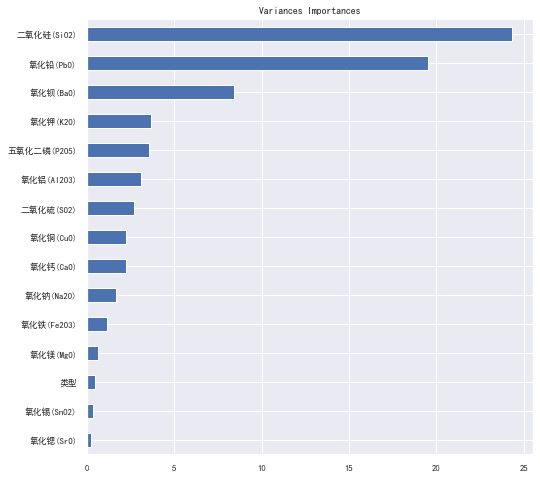 Variances Importances
二氧化硅(SiO2)
氧化铅(PbO)
氧化钡(BaO)
氧化钾(K2O)
五氧化二磷(P2O5)
氧化铝(Al2O3)
二氧化硫(SO2)
氧化铜(CuO)
氧化钙(CaO)
氧化钠(Na2O)
氧化铁(Fe2O3)
氧化镁(MgO)
类型
氧化锡(SnO2)
氧化锶(SrO)
0 5 10 15 20 25